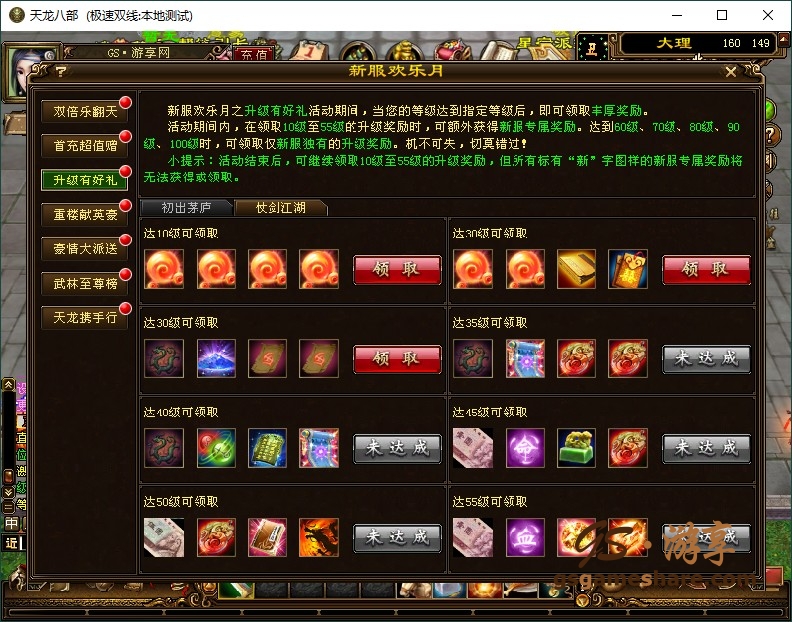 天龙八部 (极速双线:本地测试)
GS·游享网
充值
大理 160 149
? 新服欢乐月
双倍乐翻天
首充超值赠
升级有好礼
重楼献英豪
豪情大派送
武林至尊榜
天龙携手行
新服欢乐月之升级有好礼活动期间，当您的等级达到指定等级后，即可领取丰厚奖励。
活动期间内，在领取10级至55级的升级奖励时，可额外获得新服专属奖励。达到60级、70级、80级、90
级、100级时，可领取仅新服独有的升级奖励。机不可失，切莫错过！
小提示：活动结束后，可继续领取10级至55级的升级奖励，但所有标有“新”字图样的新服专属奖励将
无法获得或领取。
初出茅庐 仗剑江湖
达10级可领取 达30级可领取
领取 领取
达30级可领取 达35级可领取
领取 未达成
达40级可领取 达45级可领取
未达成 未达成
达50级可领取 达55级可领取
未达成 未达成
GS·游享